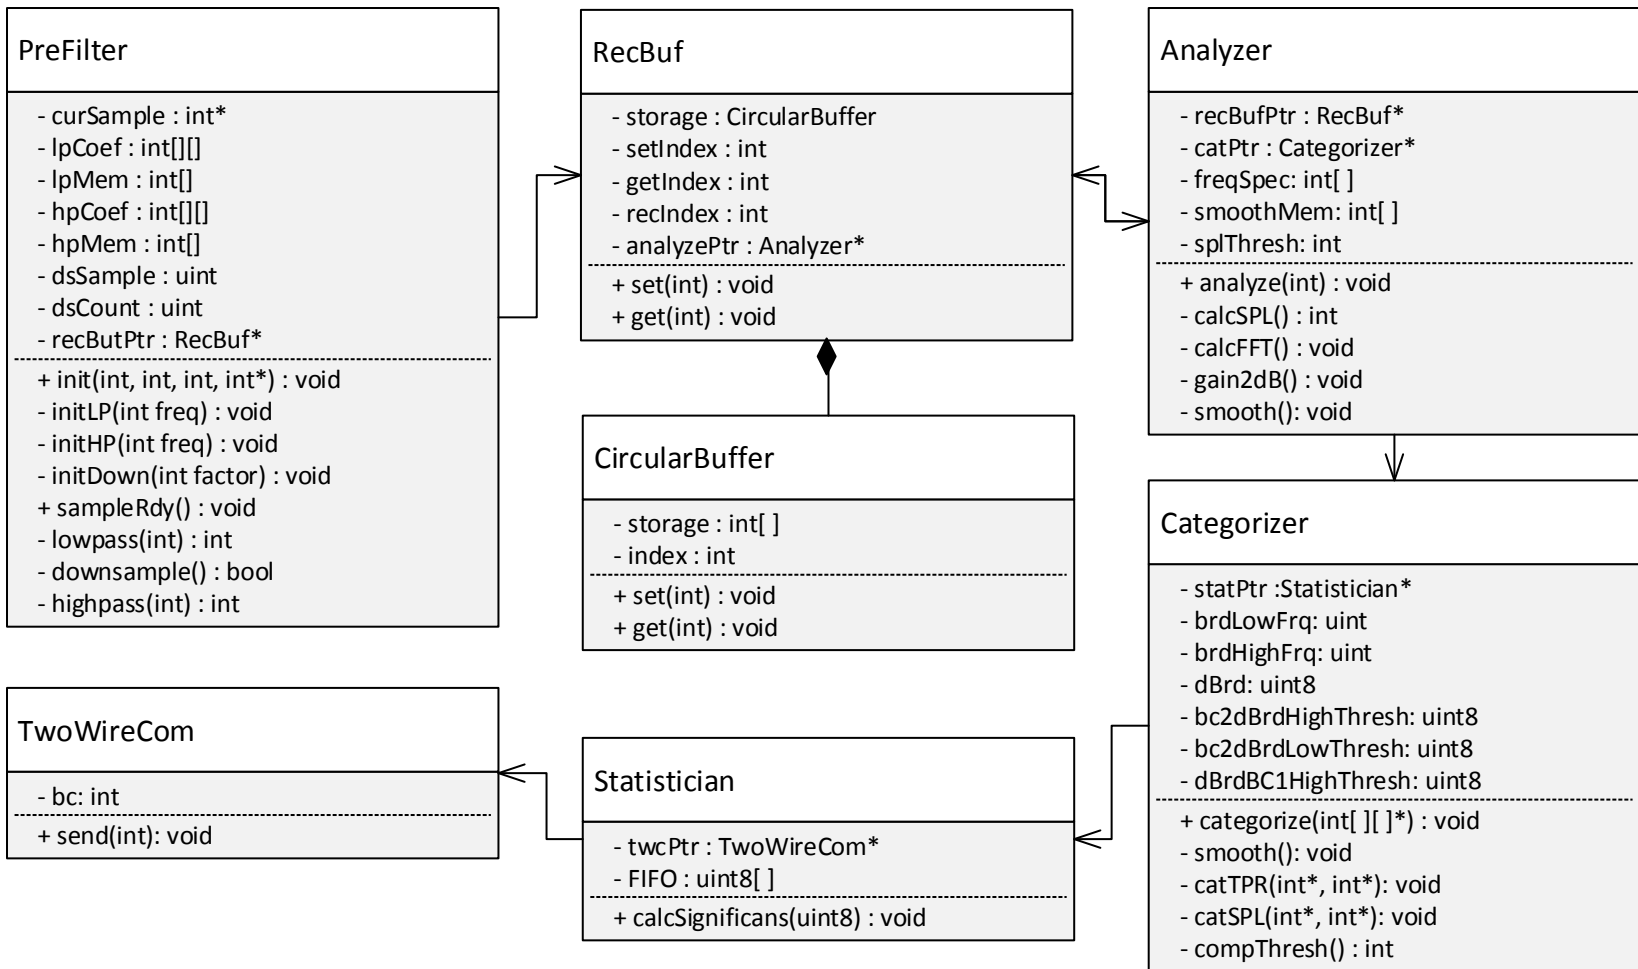 PreFilter
- curSample : int*
- lpCoef : int[][]
- lpMem : int[]
- hpCoef : int[][]
- hpMem : int[]
- dsSample : uint
- dsCount : uint
- recButPtr : RecBuf*
+ init(int, int, int, int*) : void
- initLP(int freq) : void
- initHP(int freq) : void
- initDown(int factor) : void
+ sampleRdy() : void
- lowpass(int) : int
- downsample() : bool
- highpass(int) : int
RecBuf
- storage : CircularBuffer
- setIndex : int
- getIndex : int
- recIndex : int
- analyzePtr : Analyzer*
+ set(int) : void
+ get(int) : void
Analyzer
- recBufPtr : RecBuf*
- catPtr : Categorizer*
- freqSpec: int[ ]
- smoothMem: int[ ]
- splThresh: int
+ analyze(int) : void
- calcSPL() : int
- calcFFT() : void
- gain2dB() : void
- smooth(): void
CircularBuffer
- storage : int[ ]
- index : int
+ set(int) : void
+ get(int) : void
Categorizer
- statPtr :Statistician*
- brdLowFrq: uint
- brdHighFrq: uint
- dBrd: uint8
- bc2dBrdHighThresh: uint8
- bc2dBrdLowThresh: uint8
- dBrdBC1HighThresh: uint8
+ categorize(int[ ][ ]*) : void
- smooth(): void
- catTPR(int*, int*): void
- catSPL(int*, int*): void
- compThresh() : int
TwoWireCom
- bc: int
+ send(int): void
Statistician
- twcPtr : TwoWireCom*
- FIFO : uint8[ ]
+ calcSignificans(uint8) : void